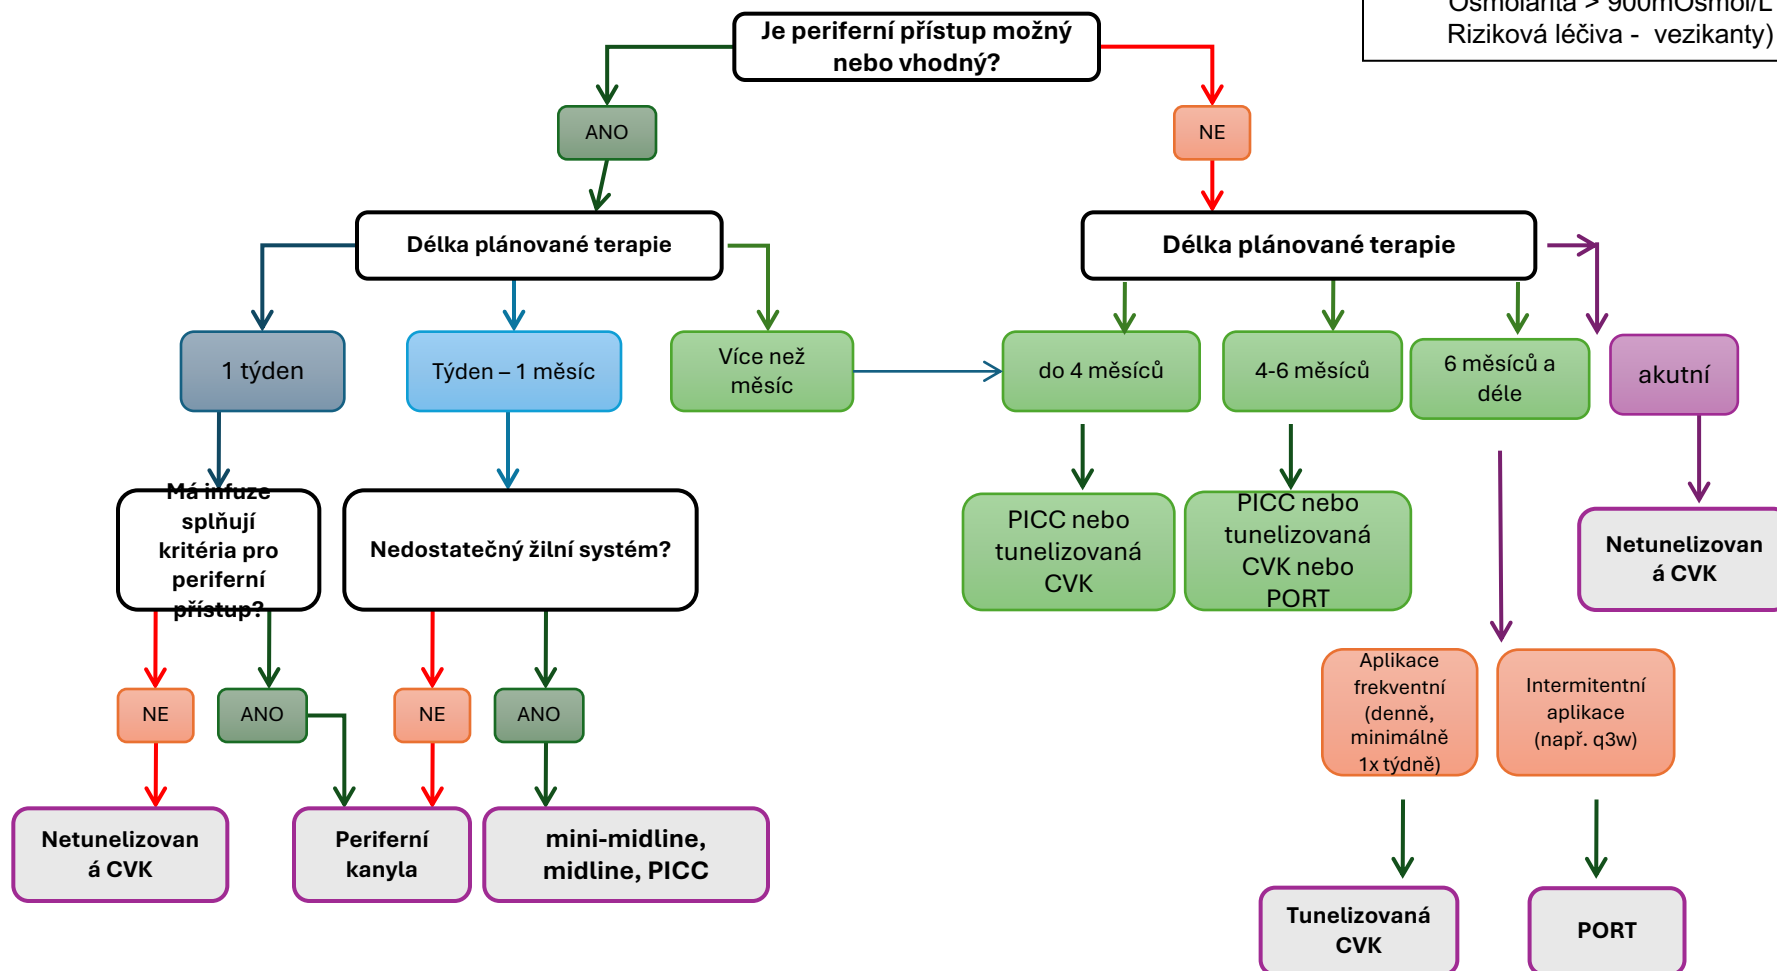 Osmolarita > 900mOsmol/L
Riziková léčiva - vezikanty)
Je periferní přístup možný
nebo vhodný?
ANO
NE
Délka plánované terapie
Délka plánované terapie
1 týden
Týden – 1 měsíc
Více než
měsíc
do 4 měsíců
4-6 měsíců
6 měsíců a
déle
akutní
Má infuze
splňují
kritéria pro
periferní
přístup?
Nedostatečný žilní systém?
PICC nebo
tunelizovaná
CVK
PICC nebo
tunelizovaná
CVK nebo
PORT
Netunelizovan
á CVK
NE
ANO
NE
ANO
Aplikace
frekventní
(denně,
minimálně
1x týdně)
Intermitentní
aplikace
(např. q3w)
Netunelizovan
á CVK
Periferní
kanyla
mini-midline,
midline, PICC
Tunelizovaná
CVK
PORT